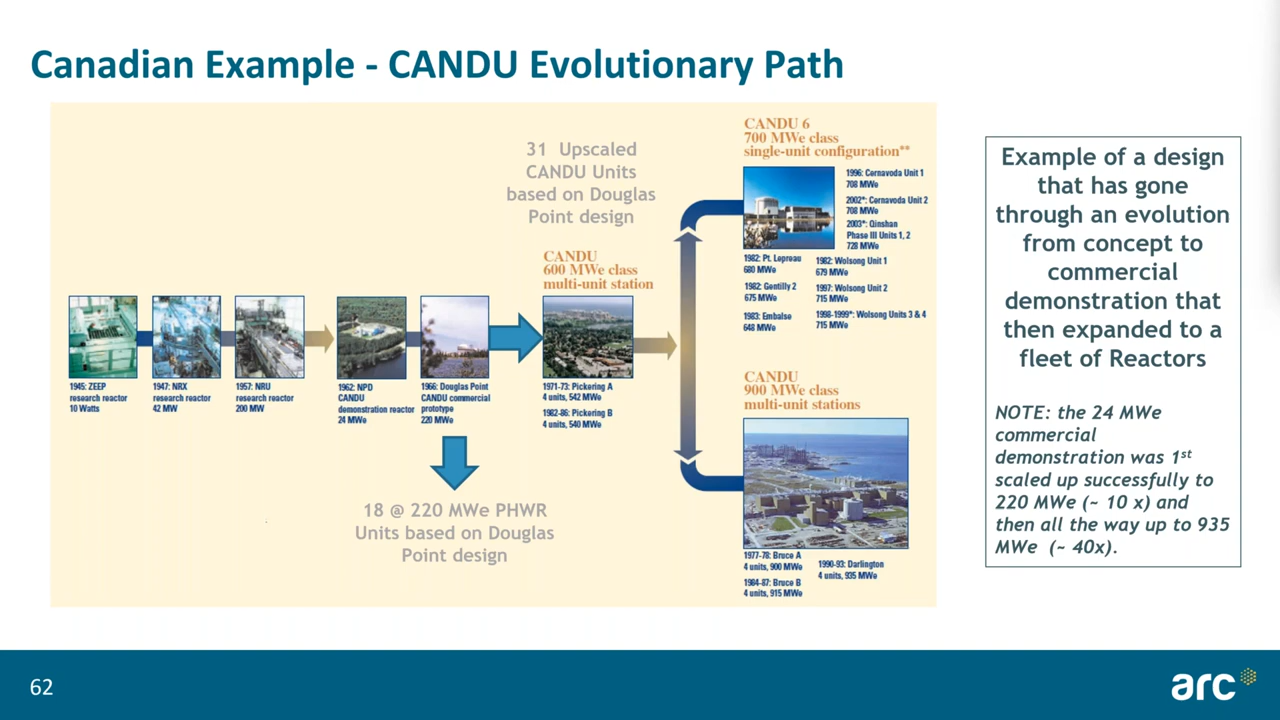 Canadian Example - CANDU Evolutionary Path
31 Upscaled
CANDU Units
based on Douglas
Point design
CANDU
600 MWe class
multi-unit station
1945: ZEEP
research reactor
10 Watts
1947: NRX
research reactor
42 MW
1957: NRU
research reactor
200 MW
1962: NPD
CANDU
demonstration reactor
24 MWe
1966: Douglas Point
CANDU commercial
prototype
220 MWe
1971-73: Pickering A
4 units, 542 MWe
1982-86: Pickering B
4 units, 540 MWe
18 @ 220 MWe PHWR
Units based on Douglas
Point design
CANDU 6
700 MWe class
single-unit configuration**
1996: Cernavoda Unit 1
708 MWe
2002*: Cernavoda Unit 2
708 MWe
2003*: Qinshan
Phase III Units 1, 2
728 MWe
1982: Pt. Lepreau
680 MWe
1982: Wolsong Unit 1
679 MWe
1982: Gentilly 2
675 MWe
1997: Wolsong Unit 2
715 MWe
1983: Embalse
648 MWe
1998-1999*: Wolsong Units 3 & 4
715 MWe
CANDU
900 MWe class
multi-unit stations
1977-78: Bruce A
4 units, 900 MWe
1984-87: Bruce B
4 units, 915 MWe
1990-93: Darlington
4 units, 935 MWe
Example of a design
that has gone
through an evolution
from concept to
commercial
demonstration that
then expanded to a
fleet of Reactors
NOTE: the 24 MWe
commercial
demonstration was 1st
scaled up successfully to
220 MWe (~ 10 x) and
then all the way up to 935
MWe (~ 40x).
62
arc